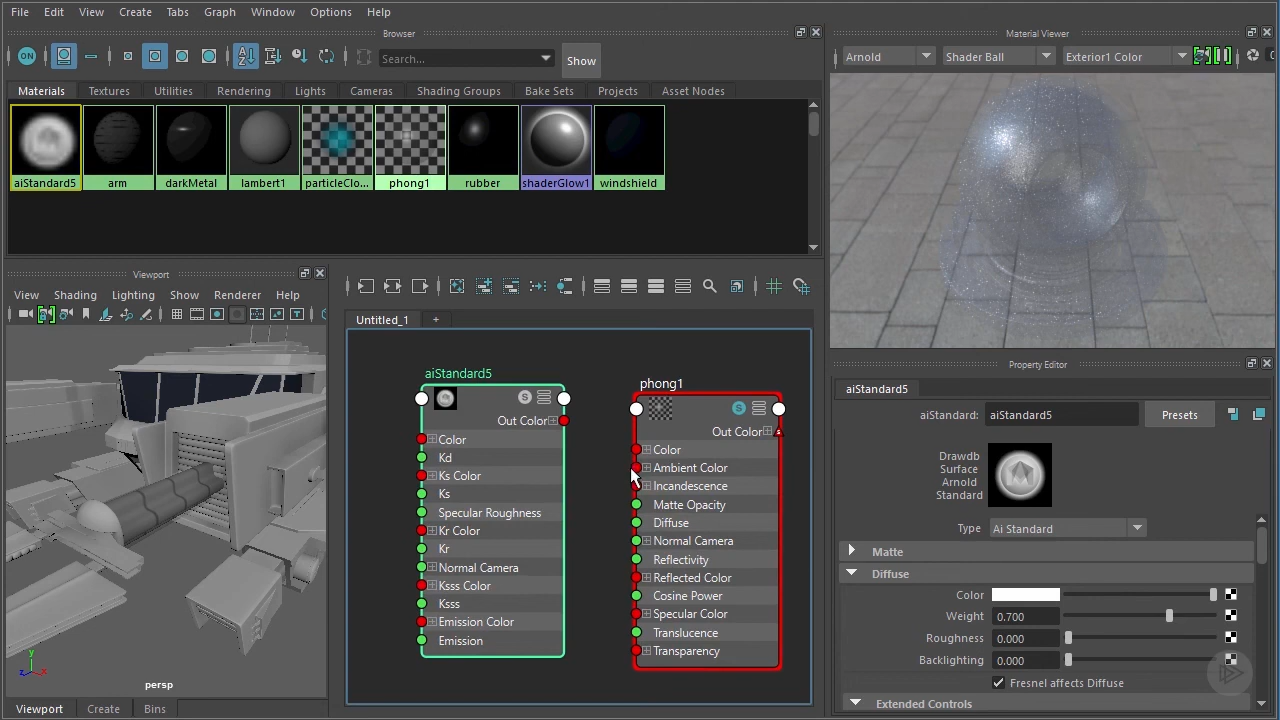 File Edit View Create Tabs Graph Window Options Help
Browser
ON
Search...
Show
Materials Textures Utilities Rendering Lights Cameras Shading Groups Bake Sets Projects Asset Nodes
aiStandard5 arm darkMetal lambert1 particleClo... phong1 rubber shaderGlow1 windshield
Material Viewer
Arnold Shader Ball Exterior1 Color
Viewport
View Shading Lighting Show Renderer Help
persp
Viewport Create Bins
Untitled_1 +
aiStandard5
S
Out Color
Color
Kd
Ks Color
Ks
Specular Roughness
Kr Color
Kr
Normal Camera
Ksss Color
Ksss
Emission Color
Emission
phong1
S
Out Color
Color
Ambient Color
Incandescence
Matte Opacity
Diffuse
Normal Camera
Reflectivity
Reflected Color
Cosine Power
Specular Color
Translucence
Transparency
Property Editor
aiStandard5
aiStandard: aiStandard5 Presets
Drawdb
Surface
Arnold
Standard
Type Ai Standard
Matte
Diffuse
Color
Weight 0.700
Roughness 0.000
Backlighting 0.000
Fresnel affects Diffuse
Extended Controls